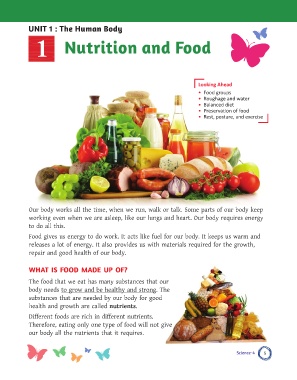 UNIT 1 : The Human Body
1 Nutrition and Food
Looking Ahead
• Food groups
• Roughage and water
• Balanced diet
• Preservation of food
• Rest, posture, and exercise
Our body works all the time, when we run, walk or talk. Some parts of our body keep
working even when we are asleep, like our lungs and heart. Our body requires energy
to do all this.
Food gives us energy to do work. It acts like fuel for our body. It keeps us warm and
releases a lot of energy. It also provides us with materials required for the growth,
repair and good health of our body.
WHAT IS FOOD MADE UP OF?
The food that we eat has many substances that our
body needs to grow and be healthy and strong. The
substances that are needed by our body for good
health and growth are called nutrients.
Different foods are rich in different nutrients.
Therefore, eating only one type of food will not give
our body all the nutrients that it requires.
Science-4 5